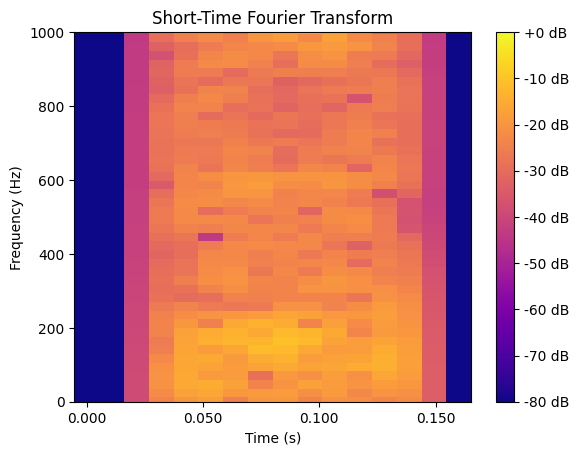 Short-Time Fourier Transform
1000
800
600
400
200
0
Frequency (Hz)
0.000
0.050
0.100
0.150
Time (s)
+0 dB
-10 dB
-20 dB
-30 dB
-40 dB
-50 dB
-60 dB
-70 dB
-80 dB